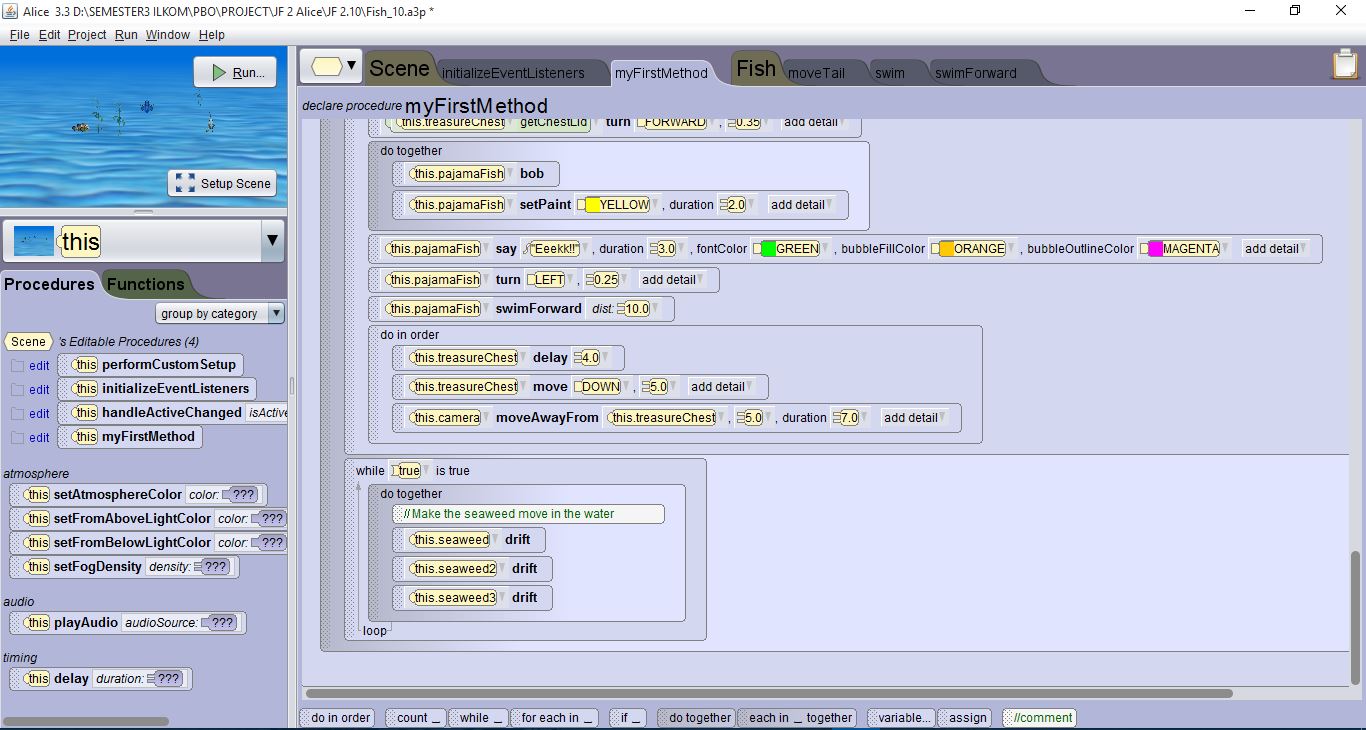 Alice 3.3 D:\SEMESTER3 ILKOM\PBO\PROJECT\JF 2 Alice\JF 2.10\Fish_10.a3p *
File Edit Project Run Window Help
Run...
Setup Scene
this
Procedures Functions
group by category
Scene 's Editable Procedures (4)
edit this performCustomSetup
edit this initializeEventListeners
edit this handleActiveChanged isActive
edit this myFirstMethod
atmosphere
this setAtmosphereColor color: ???
this setFromAboveLightColor color: ???
this setFromBelowLightColor color: ???
this setFogDensity density: ???
audio
this playAudio audioSource: ???
timing
this delay duration: ???
Scene initializeEventListeners myFirstMethod Fish moveTail swim swimForward
declare procedure myFirstMethod
this.treasureChest getChestLid turn FORWARD , 0.35 add detail
do together
this.pajamaFish bob
this.pajamaFish setPaint YELLOW , duration 2.0 add detail
this.pajamaFish say "Eeekk!!" , duration 3.0 , fontColor GREEN , bubbleFillColor ORANGE , bubbleOutlineColor MAGENTA add detail
this.pajamaFish turn LEFT , 0.25 add detail
this.pajamaFish swimForward dist: 10.0
do in order
this.treasureChest delay 4.0
this.treasureChest move DOWN , 5.0 add detail
this.camera moveAwayFrom this.treasureChest , 5.0 , duration 7.0 add detail
while true is true
do together
//Make the seaweed move in the water
this.seaweed drift
this.seaweed2 drift
this.seaweed3 drift
loop
do in order count _ while _ for each in _ if _ do together each in _ together variable... assign //comment